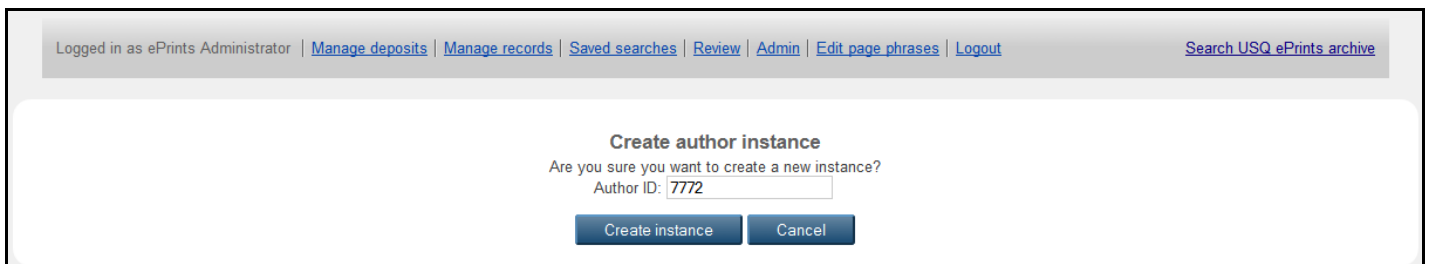 Logged in as ePrints Administrator | Manage deposits | Manage records | Saved searches | Review | Admin | Edit page phrases | Logout Search USQ ePrints archive
Create author instance
Are you sure you want to create a new instance?
Author ID: 7772
Create instance Cancel